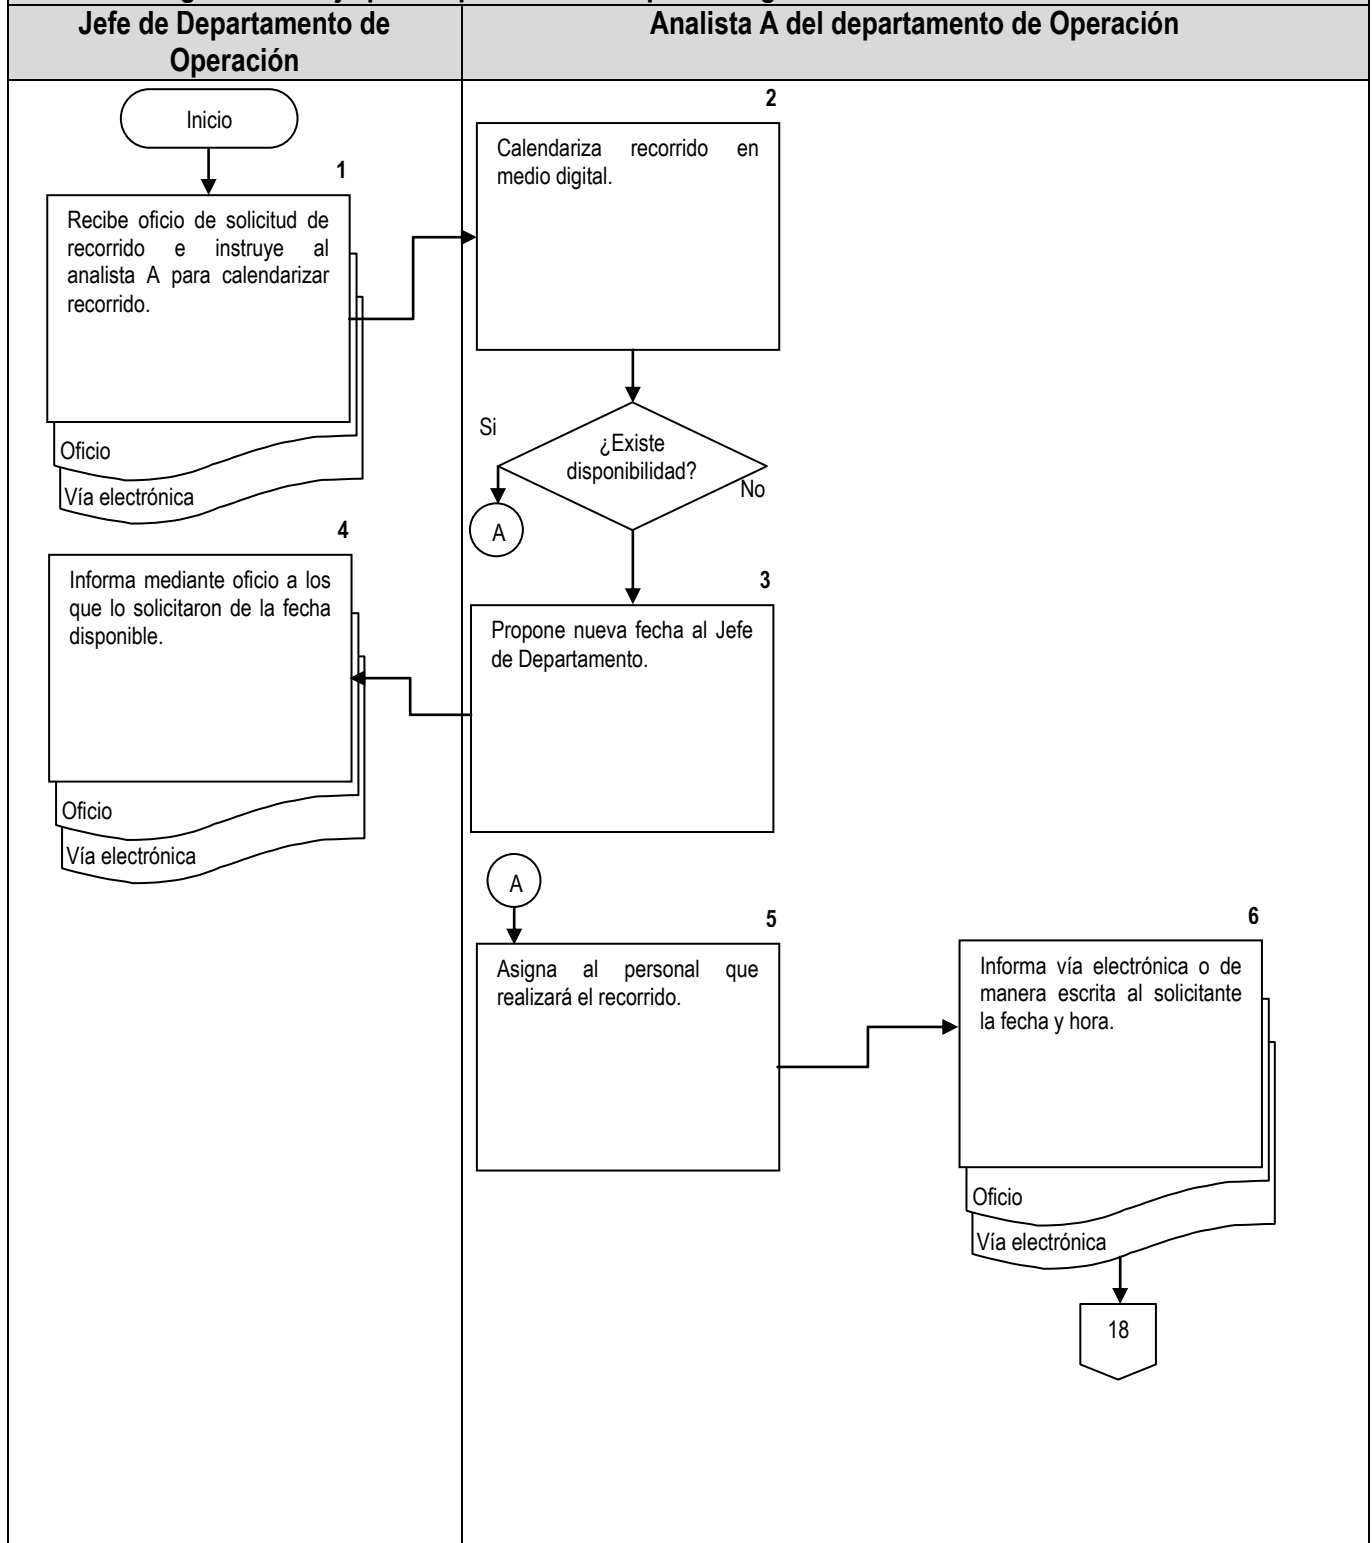 Jefe de Departamento de
Operación
Analista A del departamento de Operación
Inicio
1
Recibe oficio de solicitud de
recorrido e instruye al
analista A para calendarizar
recorrido.
Oficio
Vía electrónica
2
Calendariza recorrido en
medio digital.
¿Existe
disponibilidad?
Si
No
A
3
Propone nueva fecha al Jefe
de Departamento.
4
Informa mediante oficio a los
que lo solicitaron de la fecha
disponible.
Oficio
Vía electrónica
A
5
Asigna al personal que
realizará el recorrido.
6
Informa vía electrónica o de
manera escrita al solicitante
la fecha y hora.
Oficio
Vía electrónica
18